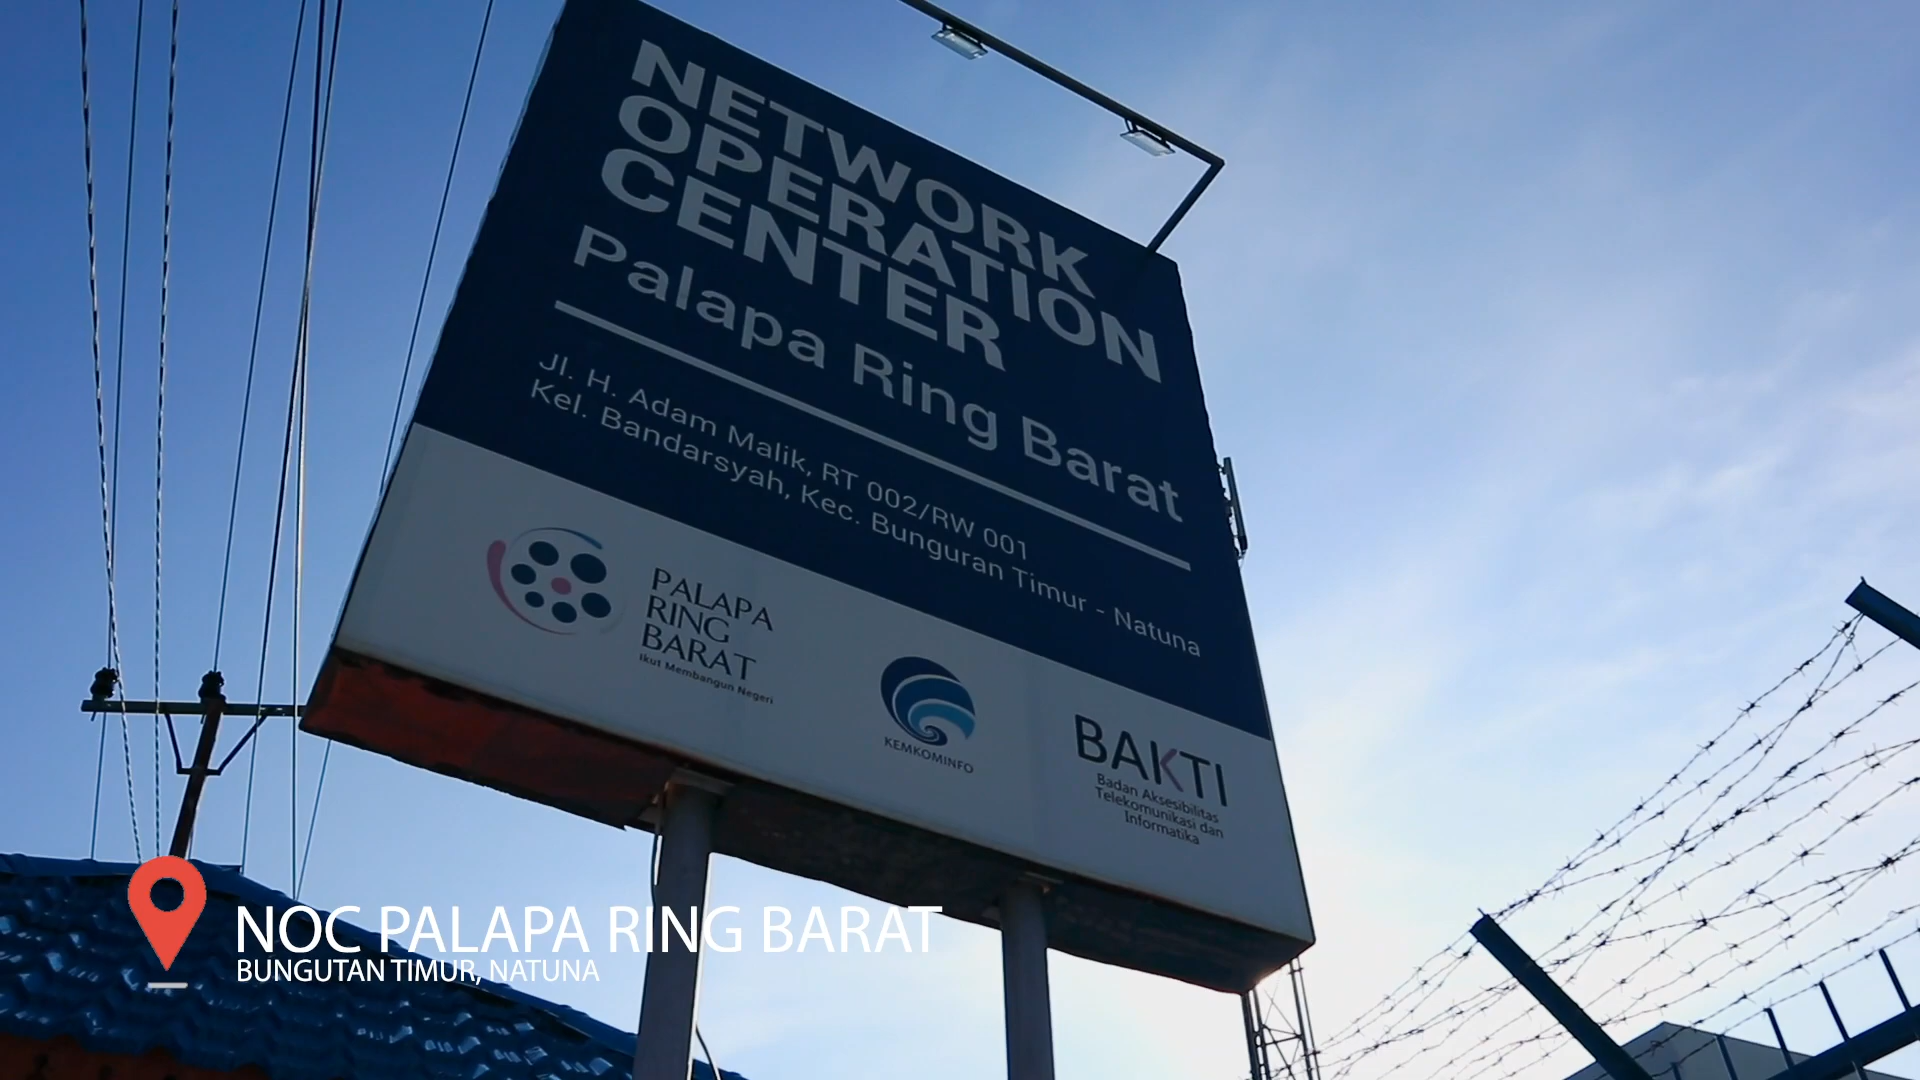 NETWORK
OPERATION
CENTER
Palapa Ring Barat
Jl. H. Adam Malik, RT 002/RW 001
Kel. Bandarsyah, Kec. Bunguran Timur - Natuna
PALAPA
RING
BARAT
Ikut Membangun Negeri
KEMKOMINFO
BAKTI
Badan Aksesibilitas
Telekomunikasi dan
Informatika
NOC PALAPA RING BARAT
BUNGUTAN TIMUR, NATUNA